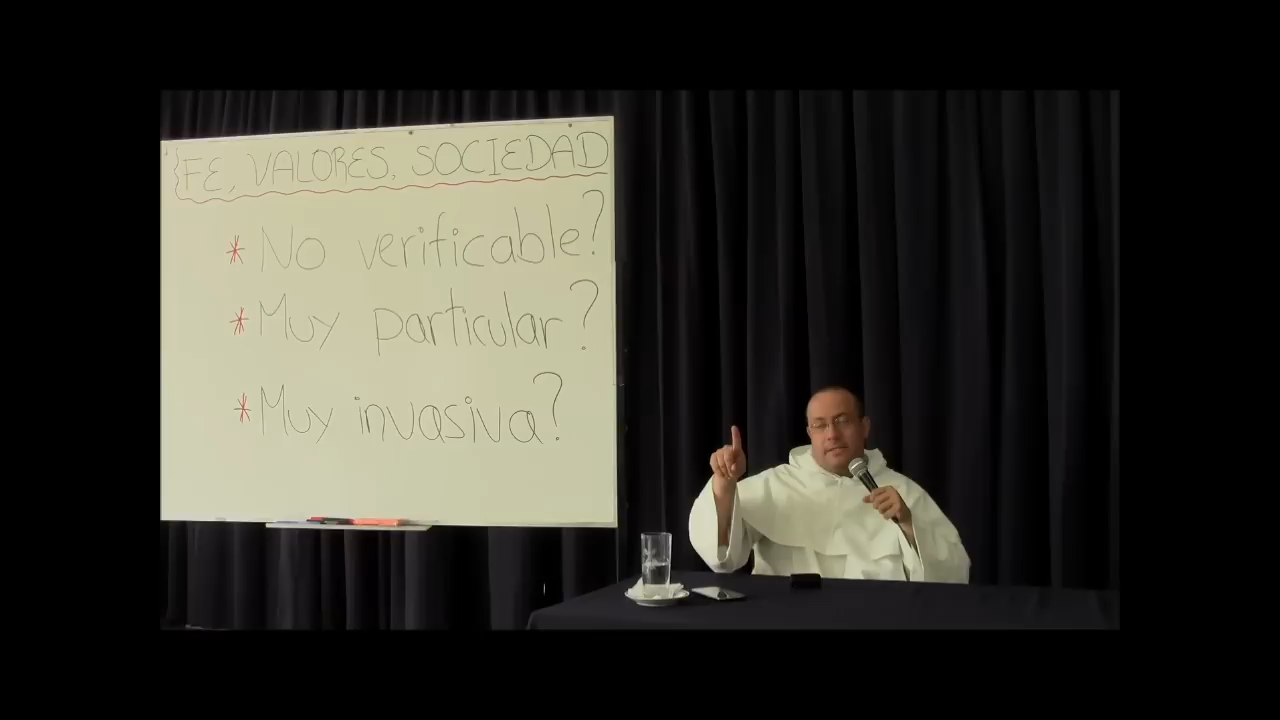 FE, VALORES, SOCIEDAD
* No verificable?
* Muy particular?
* Muy invasiva?